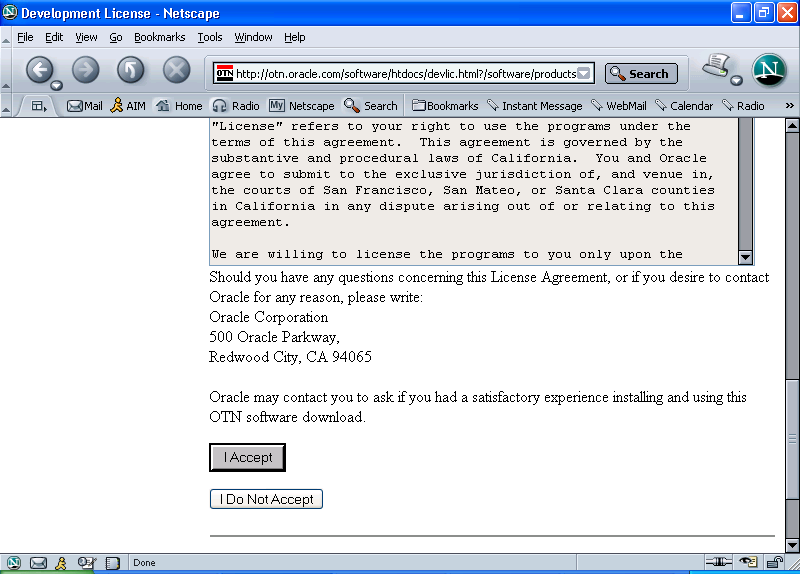 Development License - Netscape
File Edit View Go Bookmarks Tools Window Help
OTN http://otn.oracle.com/software/htdocs/devlic.html?/software/products Search N
Mail AIM Home Radio My Netscape Search Bookmarks Instant Message WebMail Calendar Radio »
"License" refers to your right to use the programs under the
terms of this agreement.  This agreement is governed by the
substantive and procedural laws of California.  You and Oracle
agree to submit to the exclusive jurisdiction of, and venue in,
the courts of San Francisco, San Mateo, or Santa Clara counties
in California in any dispute arising out of or relating to this
agreement.
We are willing to license the programs to you only upon the
Should you have any questions concerning this License Agreement, or if you desire to contact
Oracle for any reason, please write:
Oracle Corporation
500 Oracle Parkway,
Redwood City, CA 94065
Oracle may contact you to ask if you had a satisfactory experience installing and using this
OTN software download.
I Accept
I Do Not Accept
Done